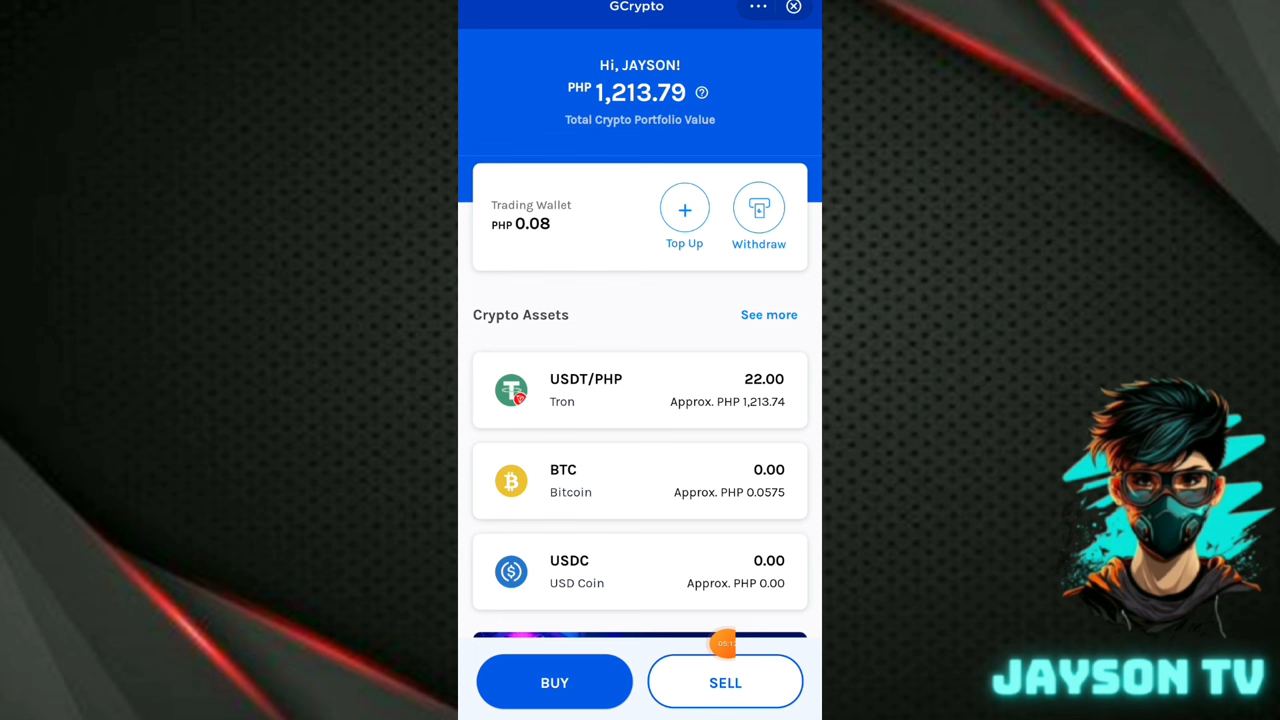 GCrypto
Hi, JAYSON!
PHP 1,213.79
Total Crypto Portfolio Value
Trading Wallet
PHP 0.08
Top Up
Withdraw
Crypto Assets
See more
USDT/PHP
22.00
Tron
Approx. PHP 1,213.74
BTC
0.00
Bitcoin
Approx. PHP 0.0575
USDC
0.00
USD Coin
Approx. PHP 0.00
BUY
SELL
JAYSON TV